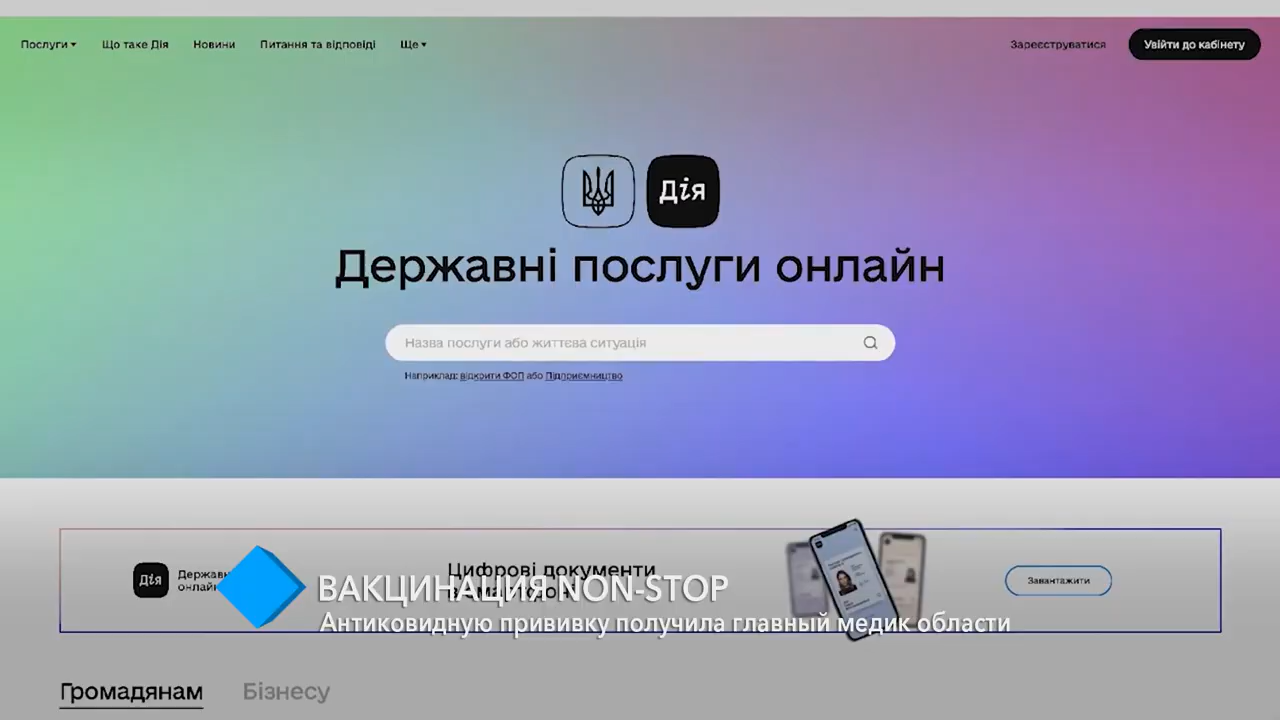 Послуги
Що таке Дія
Новини
Питання та відповіді
Ще
Зареєструватися
Увійти до кабінету
Дія
Державні послуги онлайн
Назва послуги або життєва ситуація
Наприклад: відкрити ФОП або Підприємництво
Дія
Цифрові документи
Завантажити
ВАКЦИНАЦИЯ NON-STOP
Антиковидную прививку получила главный медик области
Громадянам
Бізнесу